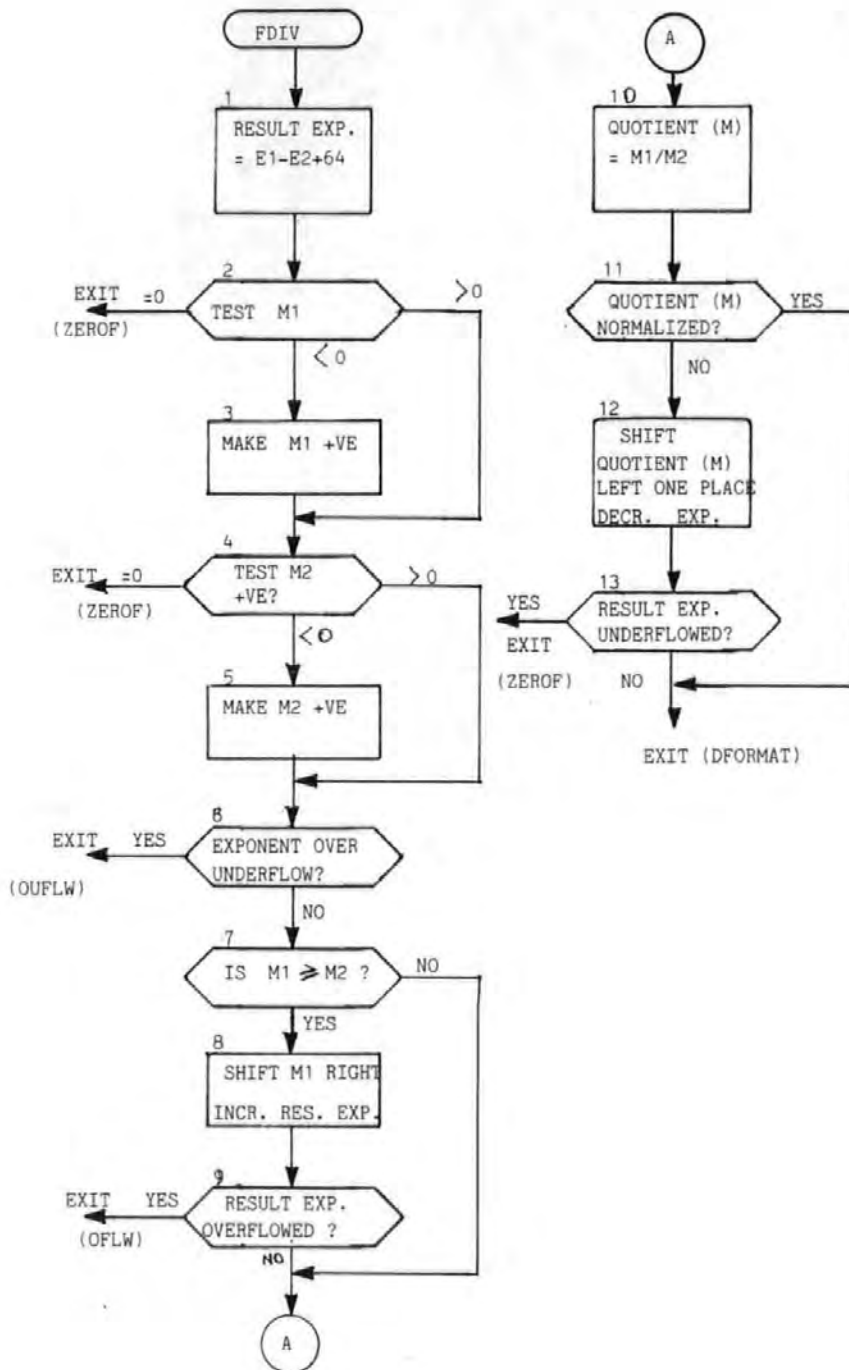 FDIV
1
RESULT EXP.
= E1-E2+64
2
EXIT =0
(ZEROF)
TEST M1
>0
<0
3
MAKE M1 +VE
4
EXIT =0
(ZEROF)
TEST M2
+VE?
>0
<0
5
MAKE M2 +VE
6
EXIT YES
(OUFLW)
EXPONENT OVER
UNDERFLOW?
NO
7
IS M1 ⩾ M2 ?
NO
YES
8
SHIFT M1 RIGHT
INCR. RES. EXP.
9
EXIT YES
(OFLW)
RESULT EXP.
OVERFLOWED ?
NO
A
A
10
QUOTIENT (M)
= M1/M2
11
QUOTIENT (M)
NORMALIZED?
YES
NO
12
SHIFT
QUOTIENT (M)
LEFT ONE PLACE
DECR. EXP.
13
YES
EXIT
(ZEROF)
RESULT EXP.
UNDERFLOWED?
NO
EXIT (DFORMAT)